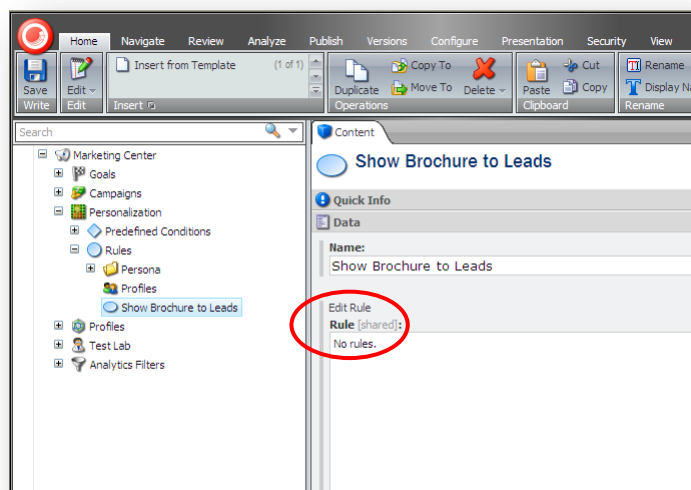 Home Navigate Review Analyze Publish Versions Configure Presentation Security View
Insert from Template (1 of 1) Copy To Cut Rename
Save Edit Duplicate Move To Delete Paste Copy Display
Write Edit Insert Operations Clipboard Rename
Search
Content
Marketing Center
Show Brochure to Leads
Goals
Campaigns
Quick Info
Personalization
Data
Predefined Conditions
Name:
Rules
Show Brochure to Leads
Persona
Profiles
Show Brochure to Leads
Edit Rule
Profiles
Rule [shared]:
Test Lab
No rules.
Analytics Filters